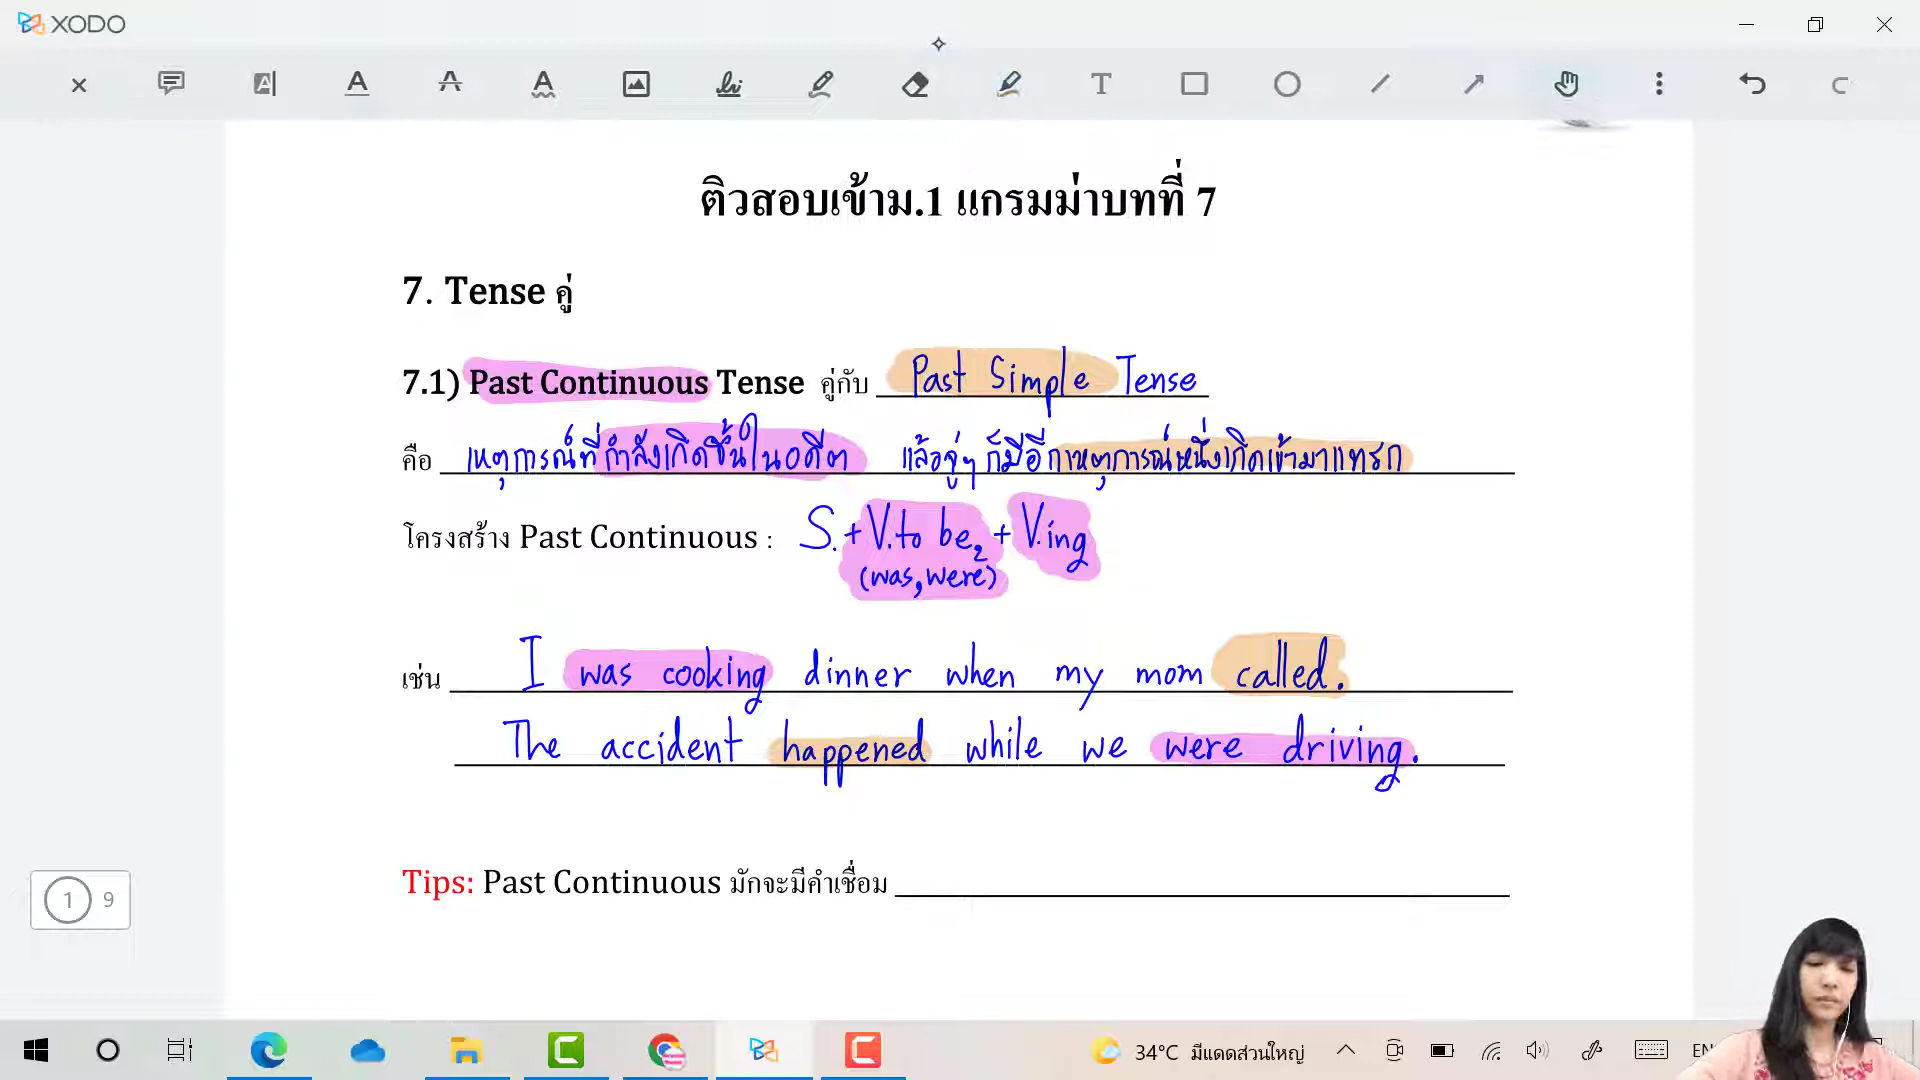 XODO
ติวสอบเข้าม.1 แกรมม่าบทที่ 7
7. Tense คู่
7.1) Past Continuous Tense คู่กับ Past Simple Tense
คือ เหตุการณ์ที่กำลังเกิดขึ้นในอดีต แล้วจู่ๆ ก็มีอีกเหตุการณ์หนึ่งเกิดเข้ามาแทรก
โครงสร้าง Past Continuous : S. + V.to be2 + V.ing
(was, were)
เช่น I was cooking dinner when my mom called.
The accident happened while we were driving.
Tips: Past Continuous มักจะมีคำเชื่อม
1 9
34°C มีแดดส่วนใหญ่